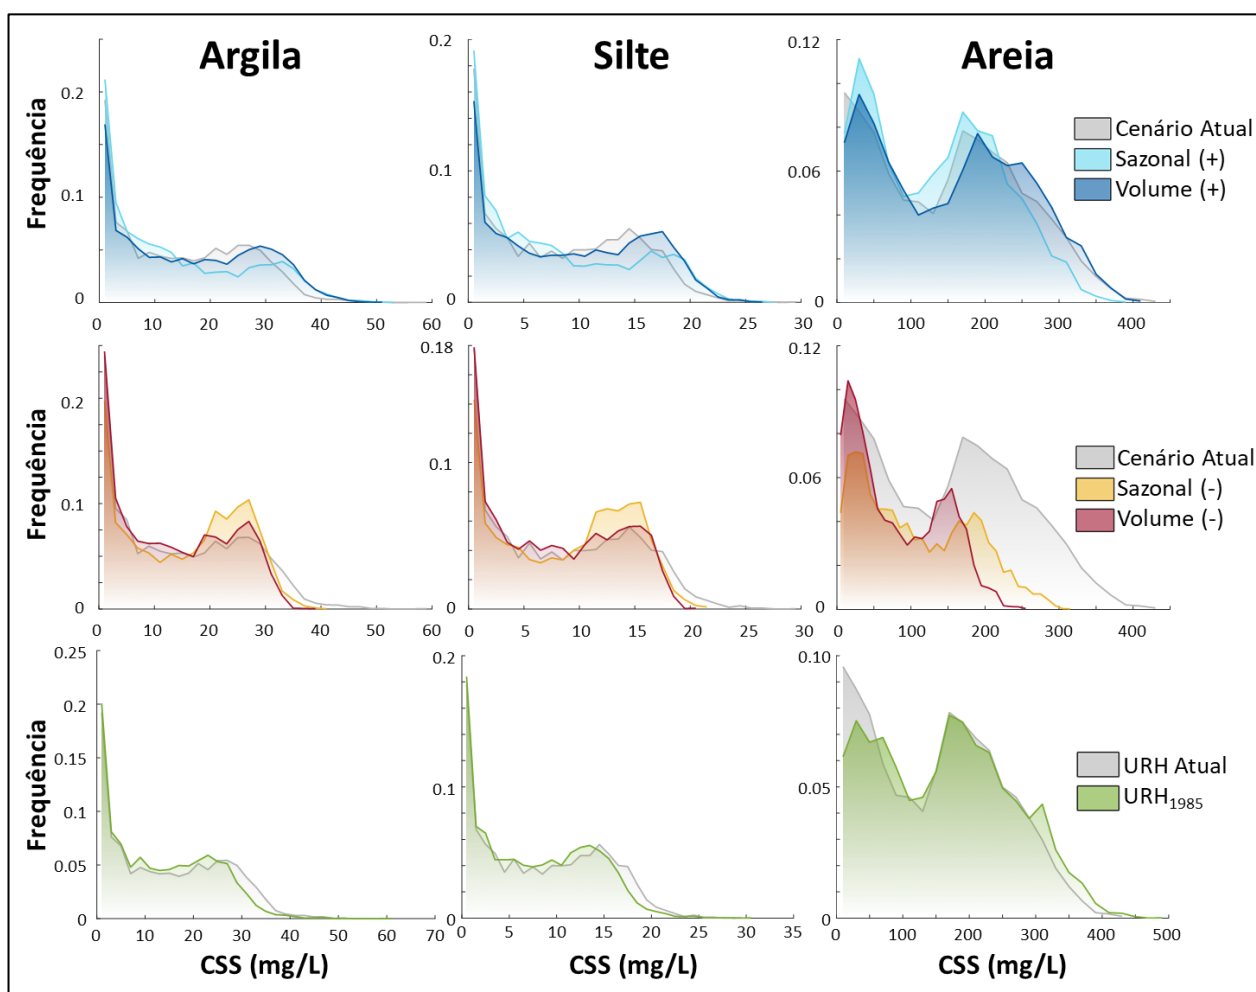 Argila
Silte
Areia
Frequência
0.2
0.1
0
0 10 20 30 40 50 60
0.2
0.1
0
0 5 10 15 20 25 30
0.12
0.06
0
0 100 200 300 400
Cenário Atual
Sazonal (+)
Volume (+)
Frequência
0.2
0.1
0
0 10 20 30 40 50 60
0.18
0.1
0
0 5 10 15 20 25 30
0.12
0.06
0
0 100 200 300 400
Cenário Atual
Sazonal (-)
Volume (-)
Frequência
0.25
0.2
0.15
0.1
0.05
0
0 10 20 30 40 50 60 70
CSS (mg/L)
0.2
0.1
0
0 5 10 15 20 25 30 35
CSS (mg/L)
0.10
0.05
0
0 100 200 300 400 500
CSS (mg/L)
URH Atual
URH1985